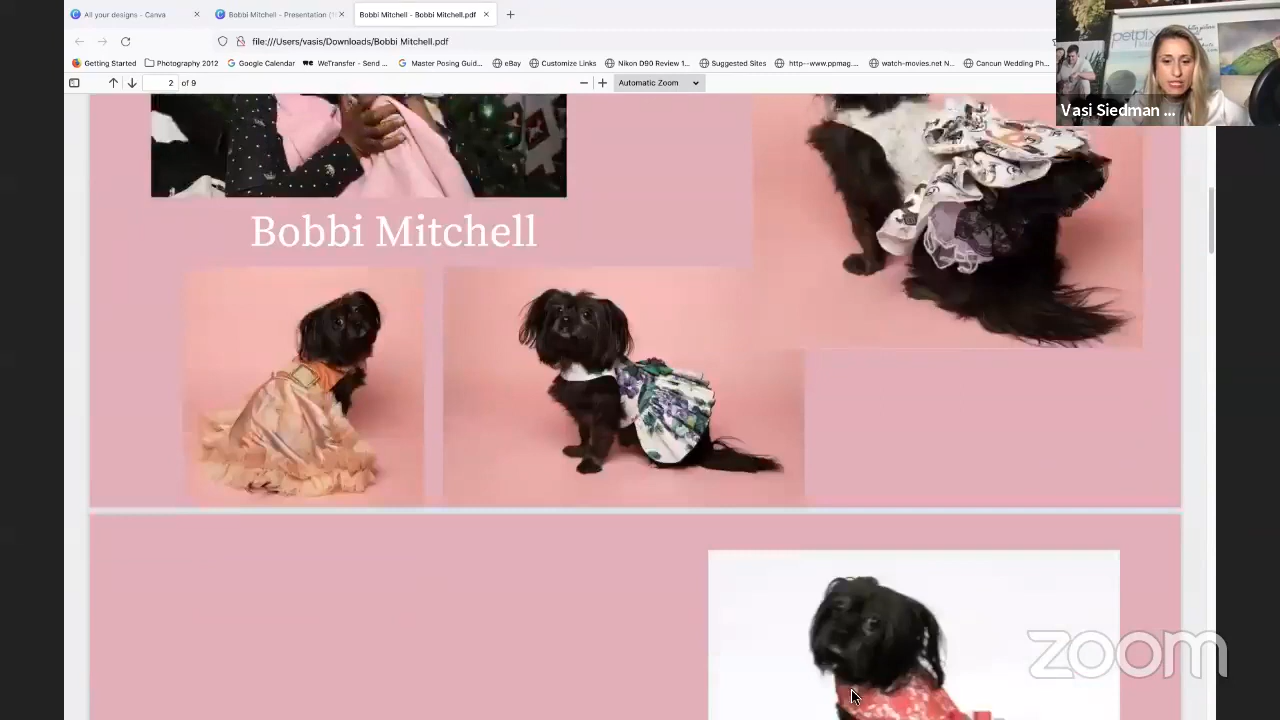 All your designs - Canva
Bobbi Mitchell - Presentation (1
Bobbi Mitchell - Bobbi Mitchell.pdf
file:///Users/vasis/Downloads/Bobbi Mitchell.pdf
Getting Started
Photography 2012
Google Calendar
WeTransfer - Send ...
Master Posing Guid...
eBay
Customize Links
Nikon D90 Review 1...
Suggested Sites
http--www.ppmag....
watch-movies.net N...
Cancun Wedding Pho...
2 of 9
Automatic Zoom
petpix
Vasi Siedman ...
Bobbi Mitchell
zoom